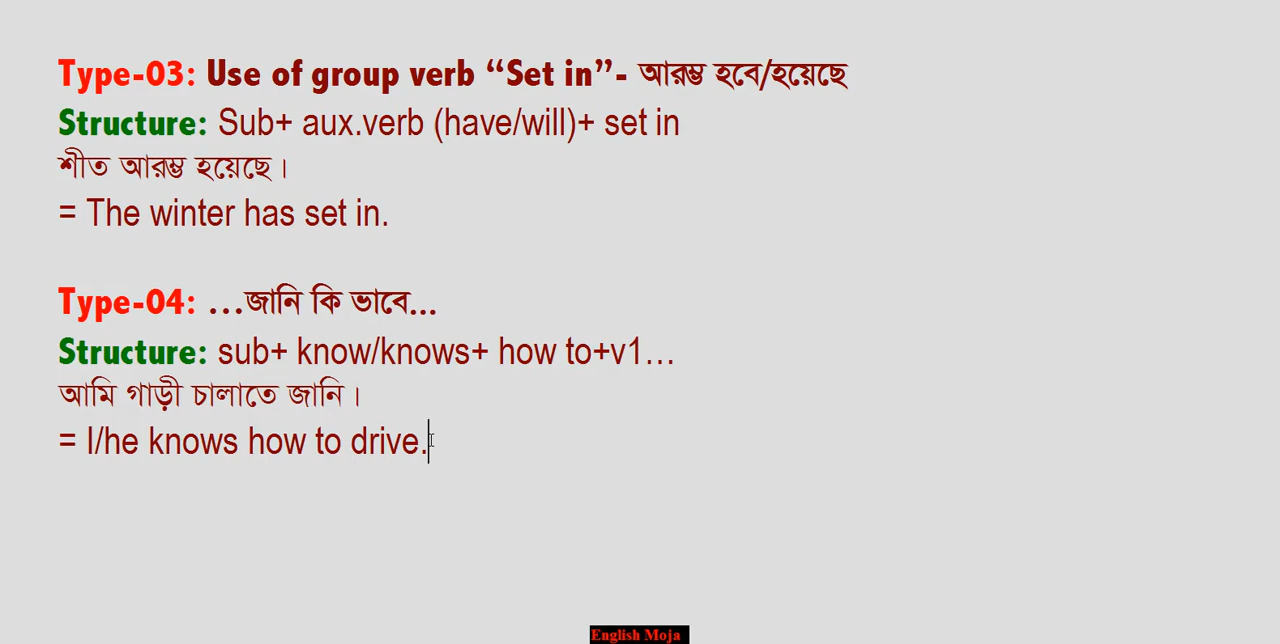 Type-03: Use of group verb “Set in”- আরম্ভ হবে/হয়েছে
Structure: Sub+ aux.verb (have/will)+ set in
শীত আরম্ভ হয়েছে।
= The winter has set in.
Type-04: ...জানি কি ভাবে...
Structure: sub+ know/knows+ how to+v1...
আমি গাড়ী চালাতে জানি।
= I/he knows how to drive.
English Moja